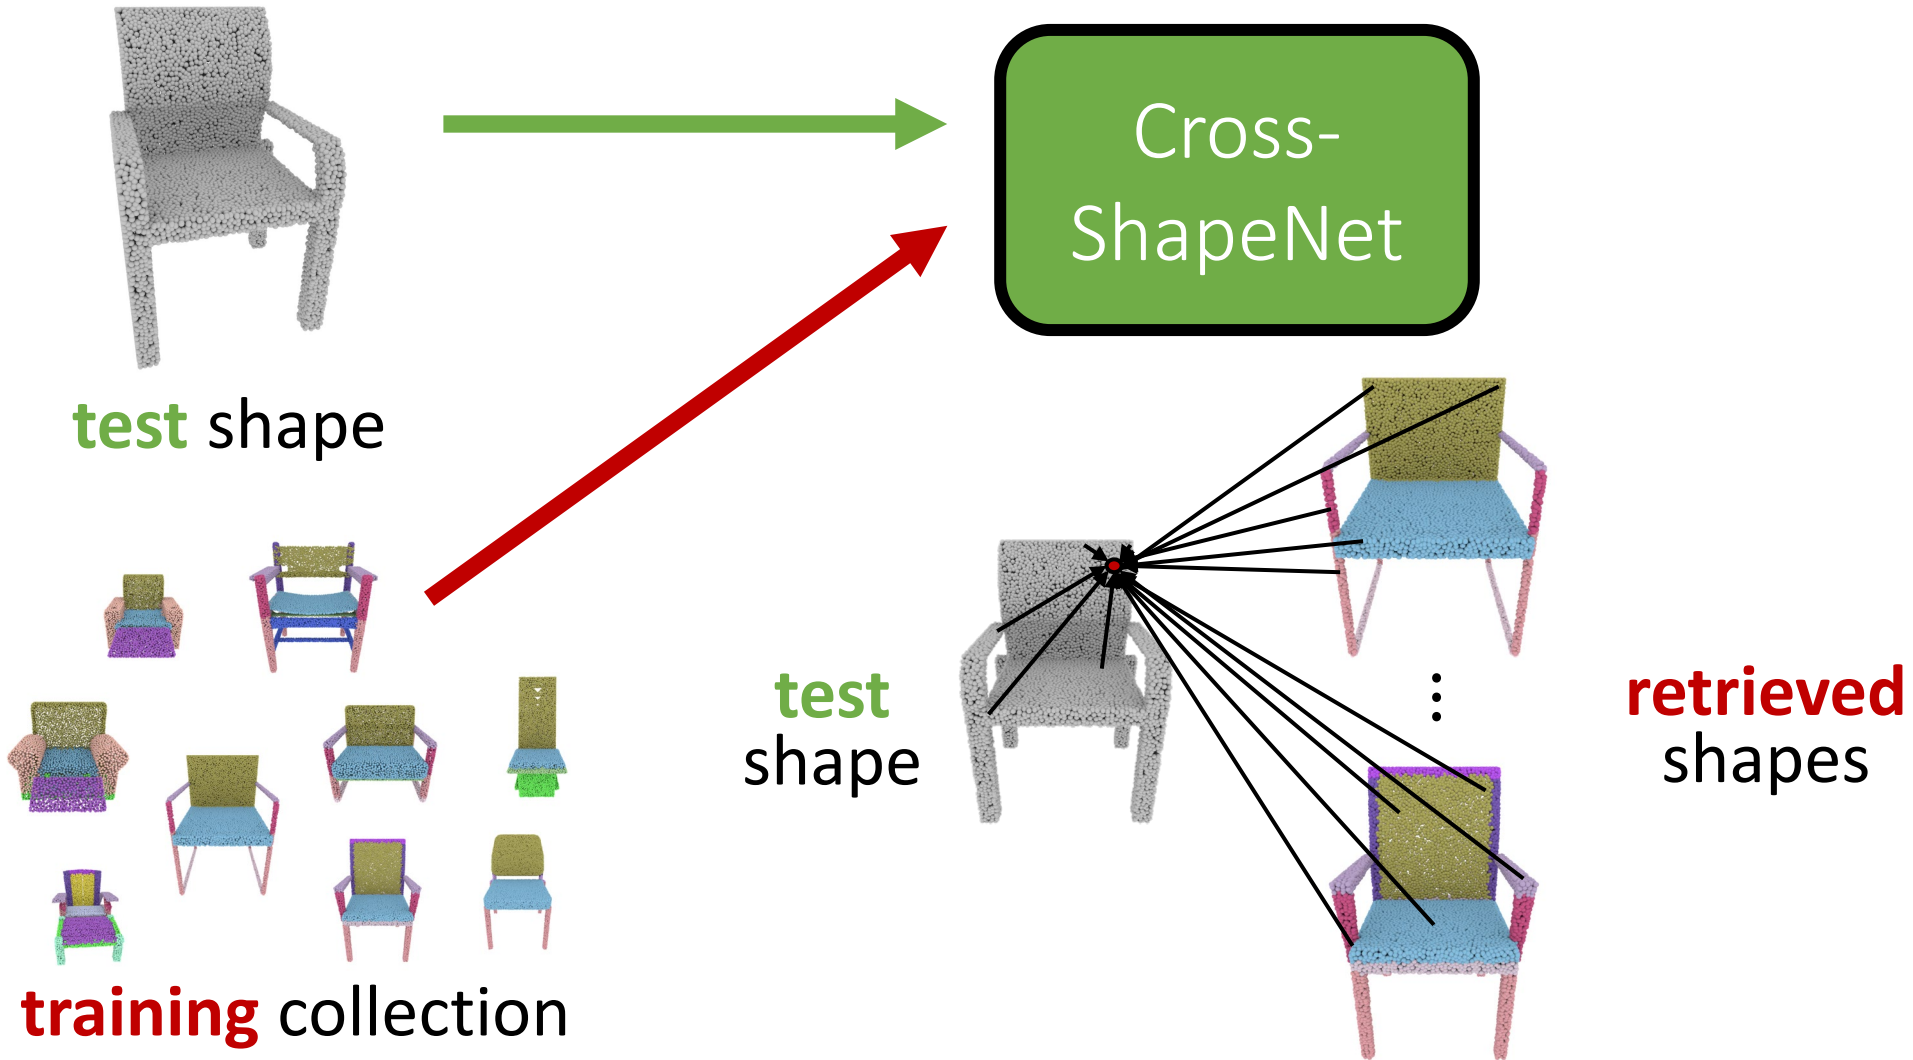 Cross-
ShapeNet
test shape
test
shape
retrieved
shapes
training collection